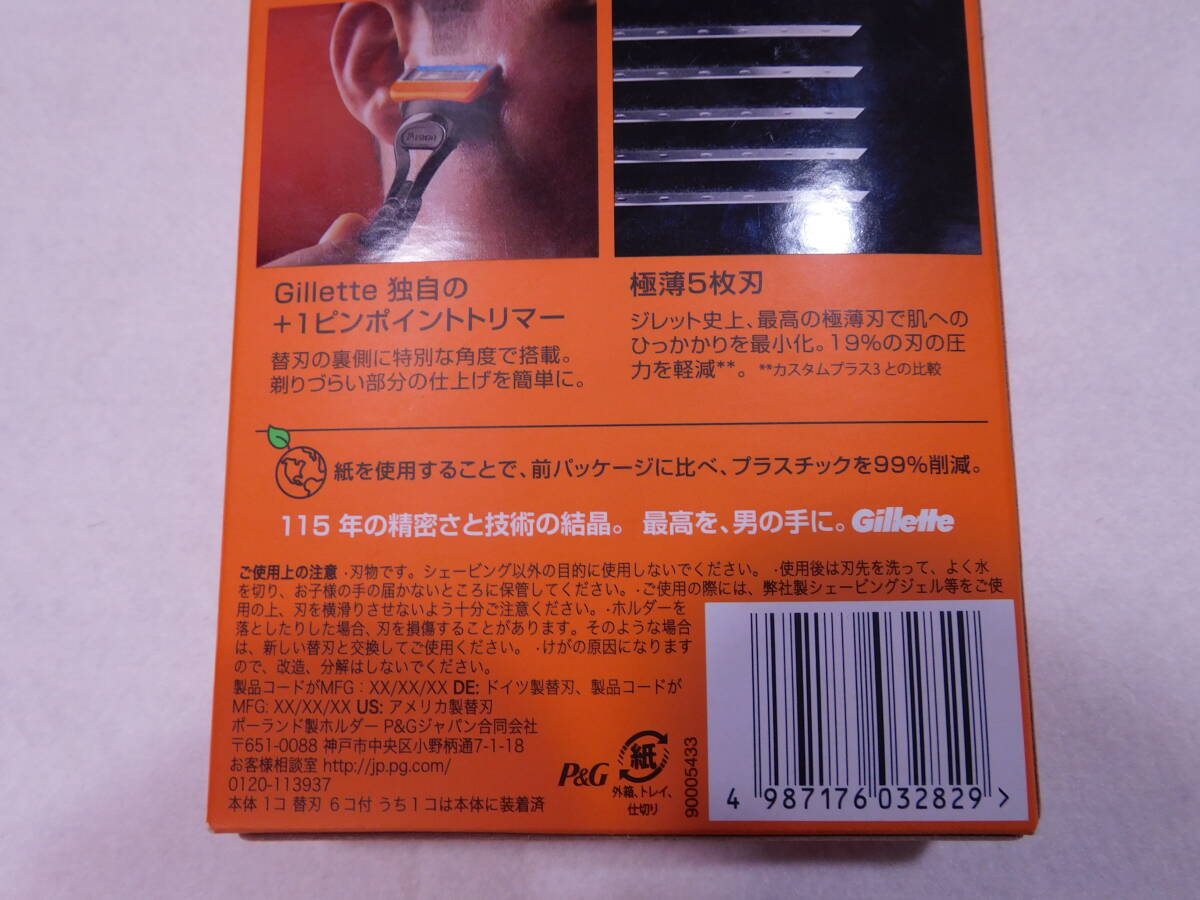 Gillette 独自の
+1ピンポイントトリマー
替刃の裏側に特別な角度で搭載。
剃りづらい部分の仕上げを簡単に。
極薄5枚刃
ジレット史上、最高の極薄刃で肌への
ひっかかりを最小化。19%の刃の圧
力を軽減**。 **カスタムプラス3 との比較
紙を使用することで、前パッケージに比べ、プラスチックを99%削減。
115 年の精密さと技術の結晶。 最高を、男の手に。 Gillette
ご使用上の注意 ・刃物です。シェービング以外の目的に使用しないでください。 ・使用後は刃先を洗って、よく水
を切り、お子様の手の届かないところに保管してください。・ご使用の際には、弊社製シェービングジェル等をご使
用の上、刃を横滑りさせないよう十分ご注意ください。・ホルダーを
落としたりした場合、刃を損傷することがあります。そのような場合
は、新しい替刃と交換してご使用ください。 ・けがの原因になります
ので、改造、分解はしないでください。
製品コードがMFG : XX/XX/XX DE: ドイツ製替刃、製品コードが
MFG: XX/XX/XX US: アメリカ製替刃
ポーランド製ホルダー P&Gジャパン合同会社
〒651-0088 神戸市中央区小野柄通7-1-18
お客様相談室 http://jp.pg.com/
0120-113937
本体 1コ 替刃 6コ付 うち1コは本体に装着済
P&G
紙
外箱、トレイ、
仕切り
90005433
4 987176 032829 >